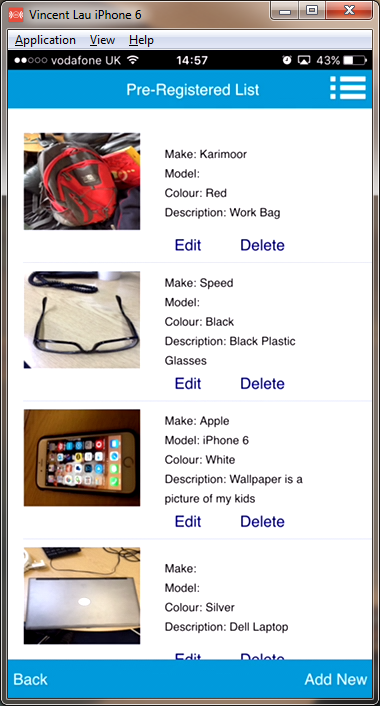 Vincent Lau iPhone 6
Application View Help
vodafone UK 14:57 43%
Pre-Registered List
Make: Karimoor
Model:
Colour: Red
Description: Work Bag
Edit Delete
Make: Speed
Model:
Colour: Black
Description: Black Plastic
Glasses
Edit Delete
Make: Apple
Model: iPhone 6
Colour: White
Description: Wallpaper is a
picture of my kids
Edit Delete
Make:
Model:
Colour: Silver
Description: Dell Laptop
Edit Delete
Back Add New